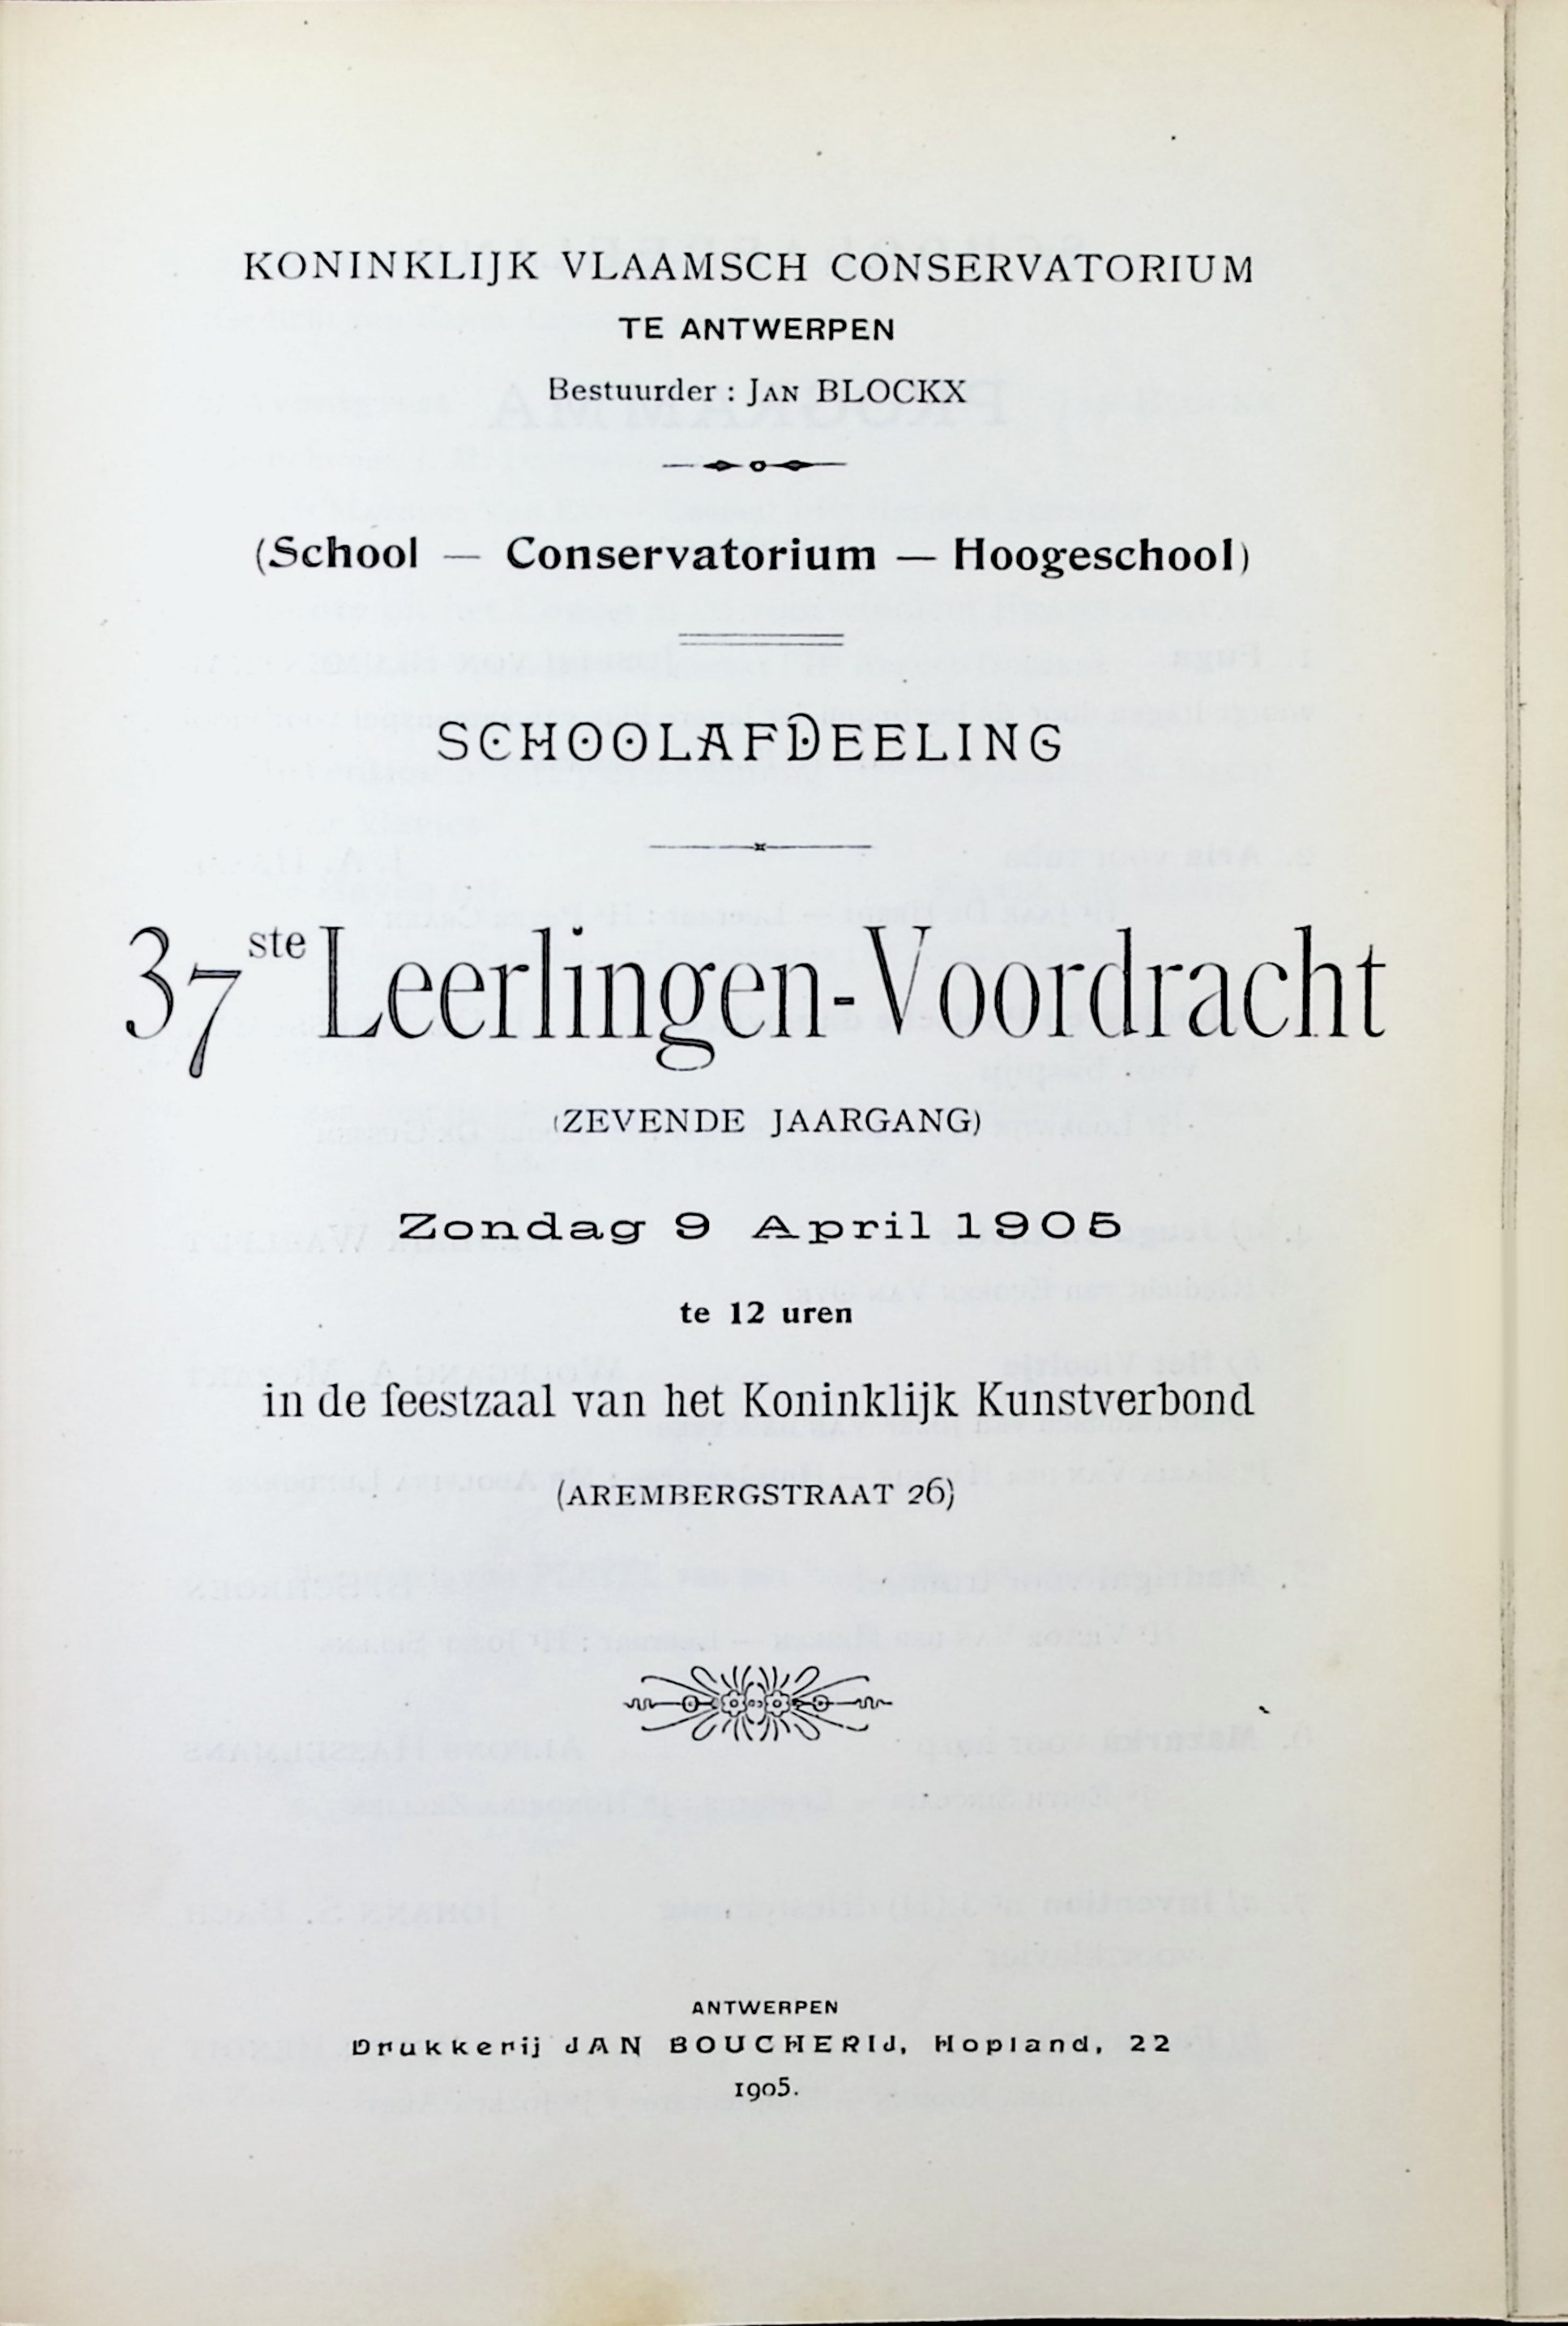 KONINKLIJK VLAAMSCH CONSERVATORIUM
TE ANTWERPEN
Bestuurder : JAN BLOCKX
(School — Conservatorium — Hoogeschool)
SCHOOLAFDEELING
37ste Leerlingen-Voordracht
(ZEVENDE JAARGANG)
Zondag 9 April 1905
te 12 uren
in de feestzaal van het Koninklijk Kunstverbond
(AREMBERGSTRAAT 26)
ANTWERPEN
Drukkerij JAN BOUCHERIJ, Hopland, 22
1905.